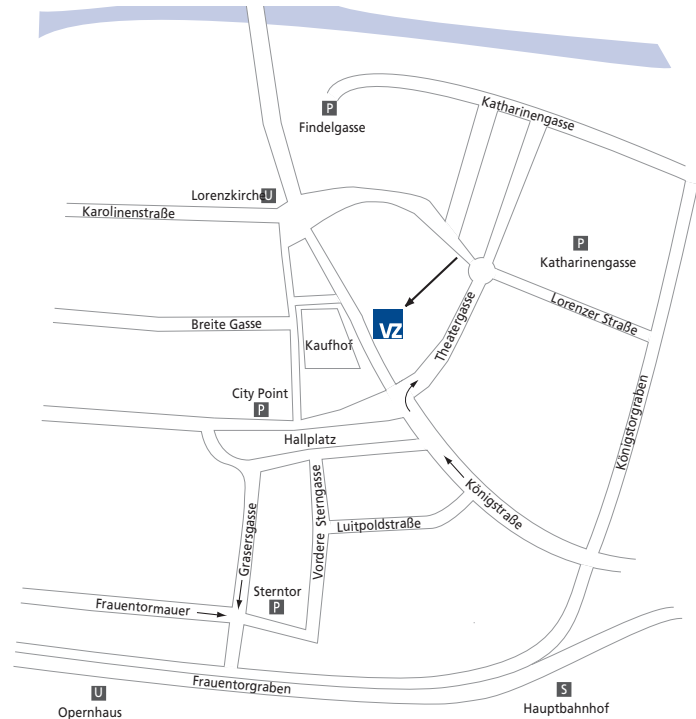 P
Findelgasse
Katharinengasse
Lorenzkirche U
Karolinenstraße
P
Katharinengasse
Lorenzer Straße
Theatergasse
vz
Breite Gasse
Kaufhof
Königstorgraben
City Point
P
Hallplatz
Königstraße
Vordere Sterngasse
Luitpoldstraße
Grasersgasse
Sterntor
P
Frauentormauer
Frauentorgraben
U
Opernhaus
S
Hauptbahnhof